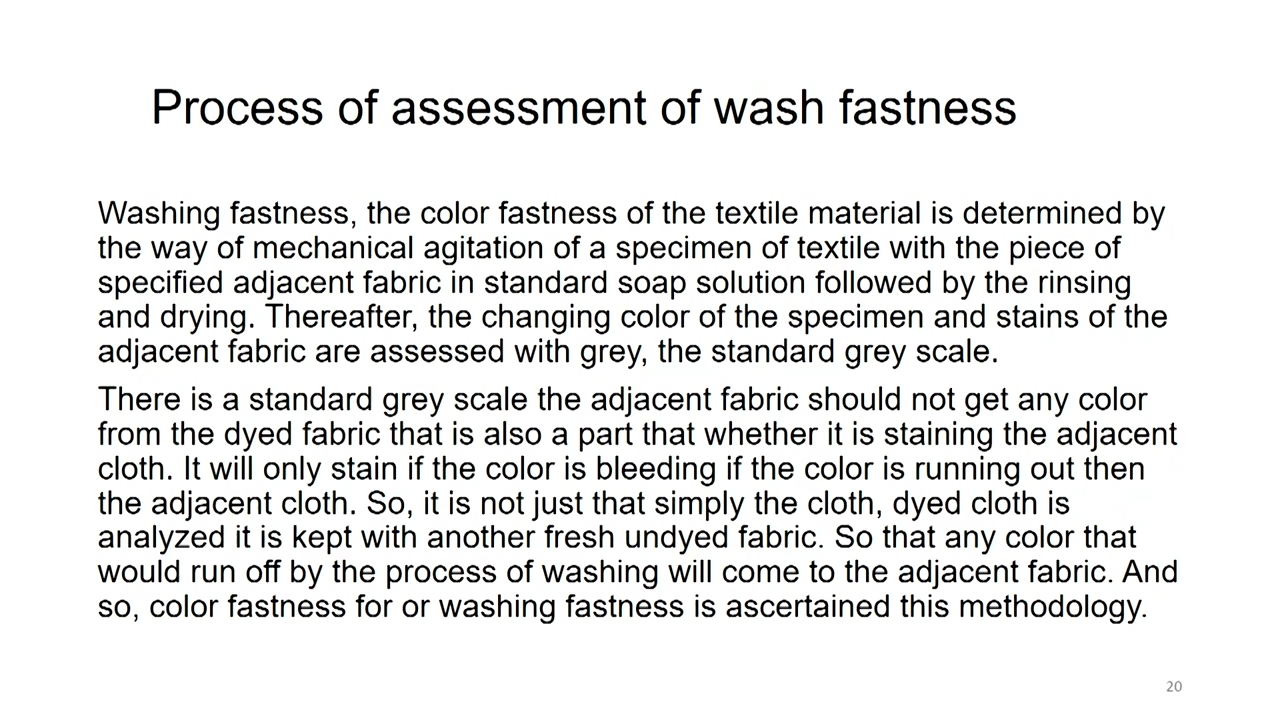 Process of assessment of wash fastness
Washing fastness, the color fastness of the textile material is determined by
the way of mechanical agitation of a specimen of textile with the piece of
specified adjacent fabric in standard soap solution followed by the rinsing
and drying. Thereafter, the changing color of the specimen and stains of the
adjacent fabric are assessed with grey, the standard grey scale.
There is a standard grey scale the adjacent fabric should not get any color
from the dyed fabric that is also a part that whether it is staining the adjacent
cloth. It will only stain if the color is bleeding if the color is running out then
the adjacent cloth. So, it is not just that simply the cloth, dyed cloth is
analyzed it is kept with another fresh undyed fabric. So that any color that
would run off by the process of washing will come to the adjacent fabric. And
so, color fastness for or washing fastness is ascertained this methodology.
20